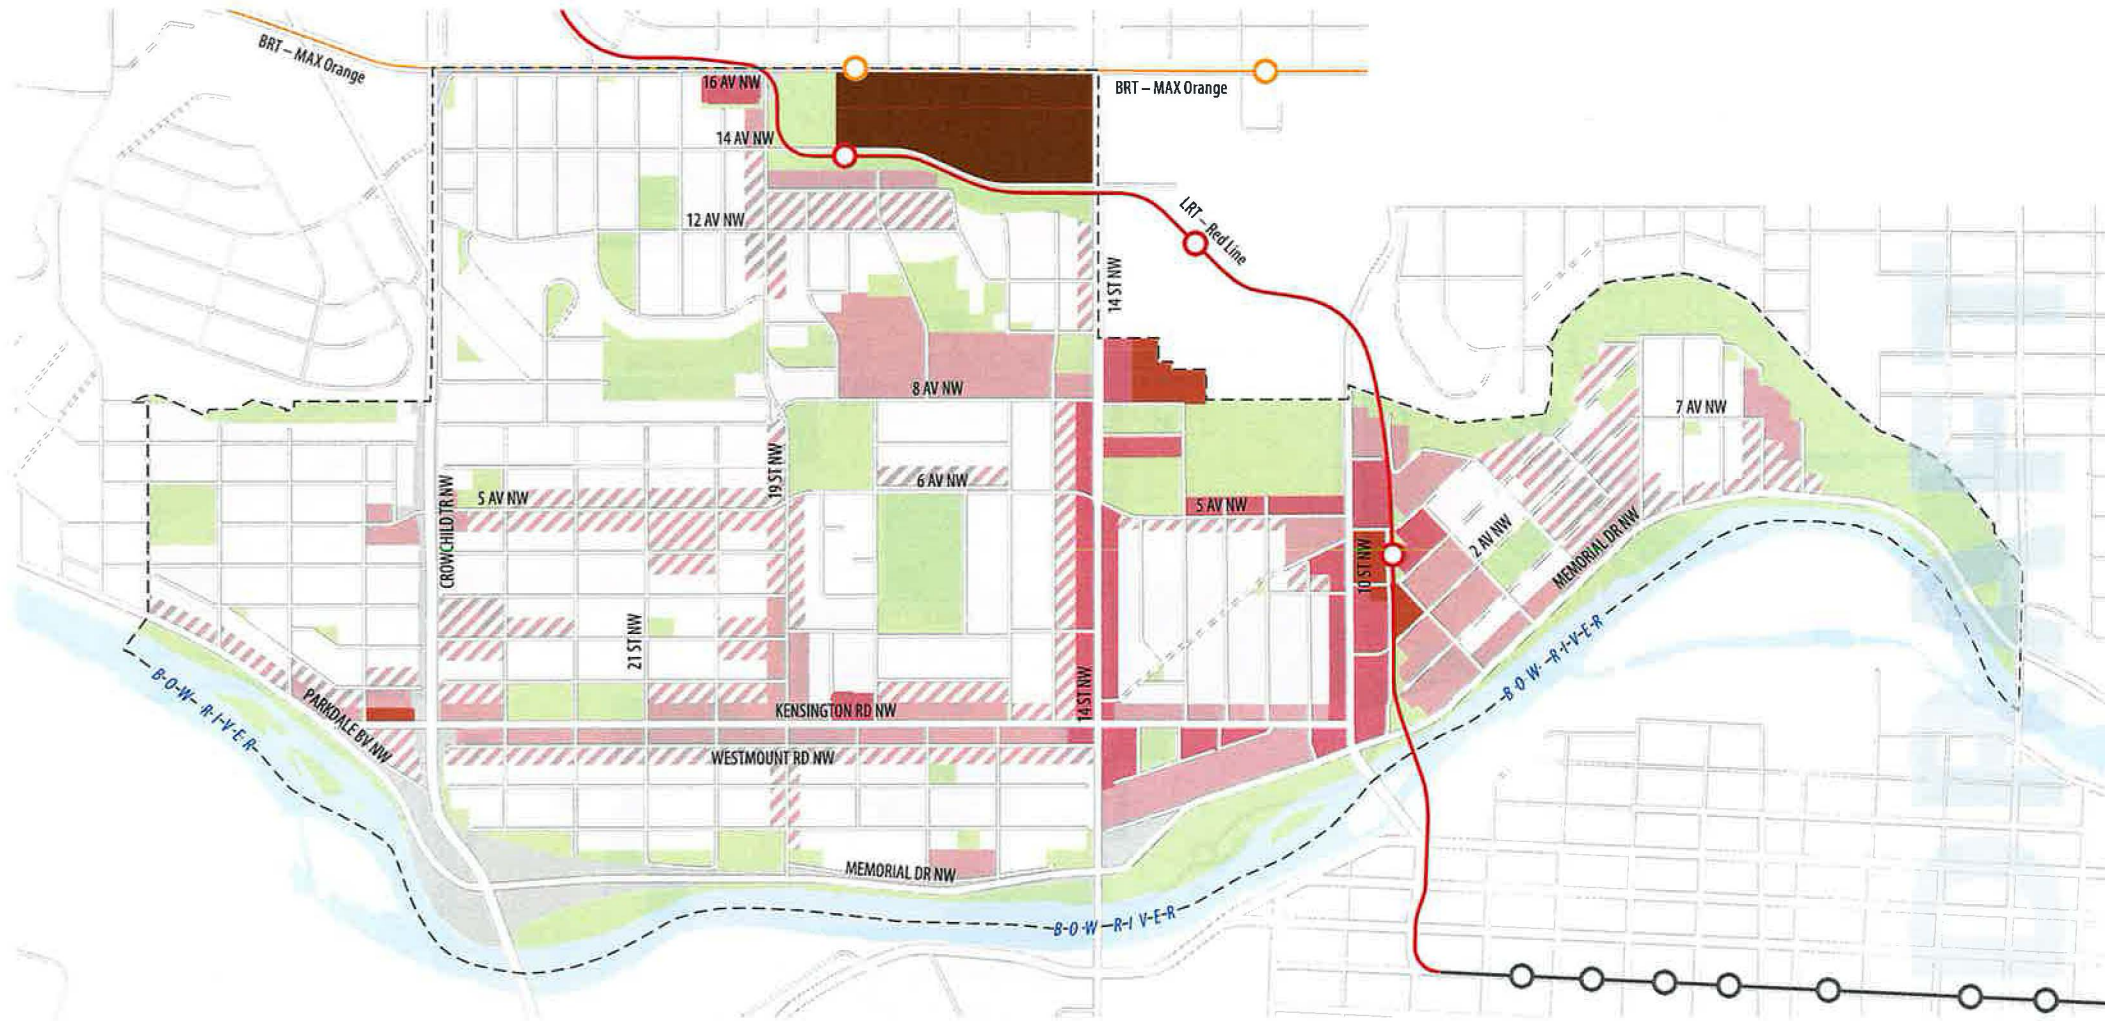 BRT – MAX Orange
16 AV NW
BRT – MAX Orange
14 AV NW
12 AV NW
LRT – Red Line
14 ST NW
8 AV NW
7 AV NW
19 ST NW
6 AV NW
5 AV NW
5 AV NW
CROWCHILD TR NW
10 ST NW
2 AV NW
MEMORIAL DR NW
21 ST NW
14 ST NW
BOW RIVER
BOW RIVER
PARKDALE BV NW
KENSINGTON RD NW
WESTMOUNT RD NW
MEMORIAL DR NW
BOW RIVER